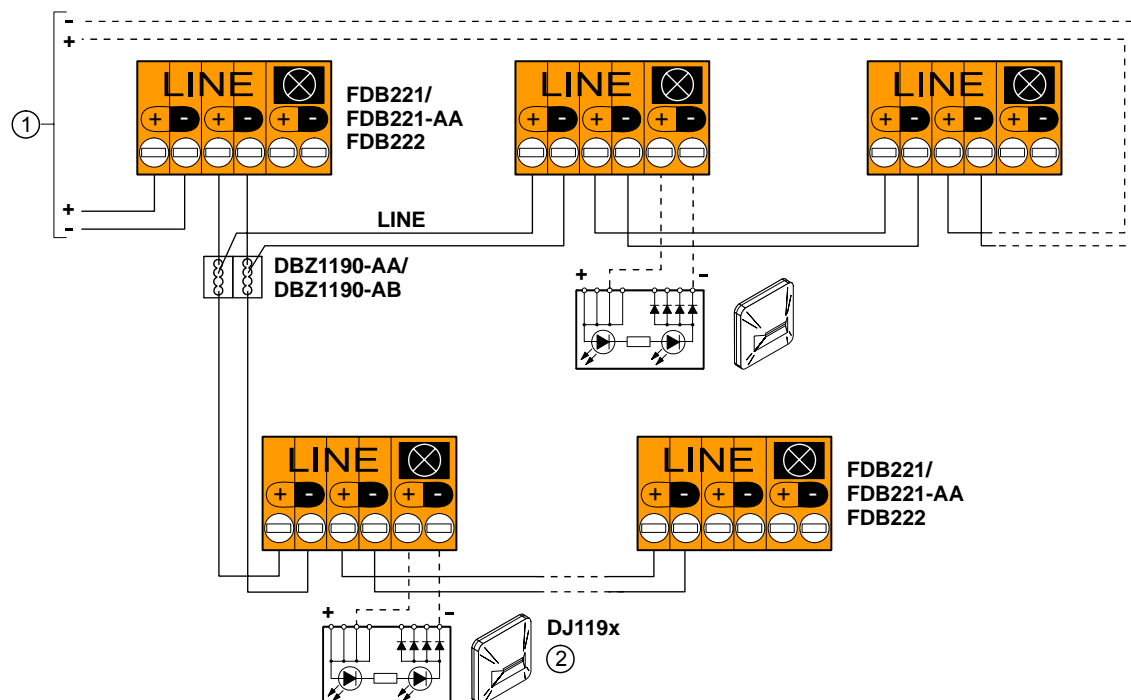 -
+
LINE
+ - + - + -
FDB221/
FDB221-AA
FDB222
LINE
+ - + - + -
LINE
+ - + - + -
1
+
-
LINE
DBZ1190-AA/
DBZ1190-AB
+ -
LINE
+ - + - + -
LINE
+ - + - + -
FDB221/
FDB221-AA
FDB222
+ -
DJ119x
2